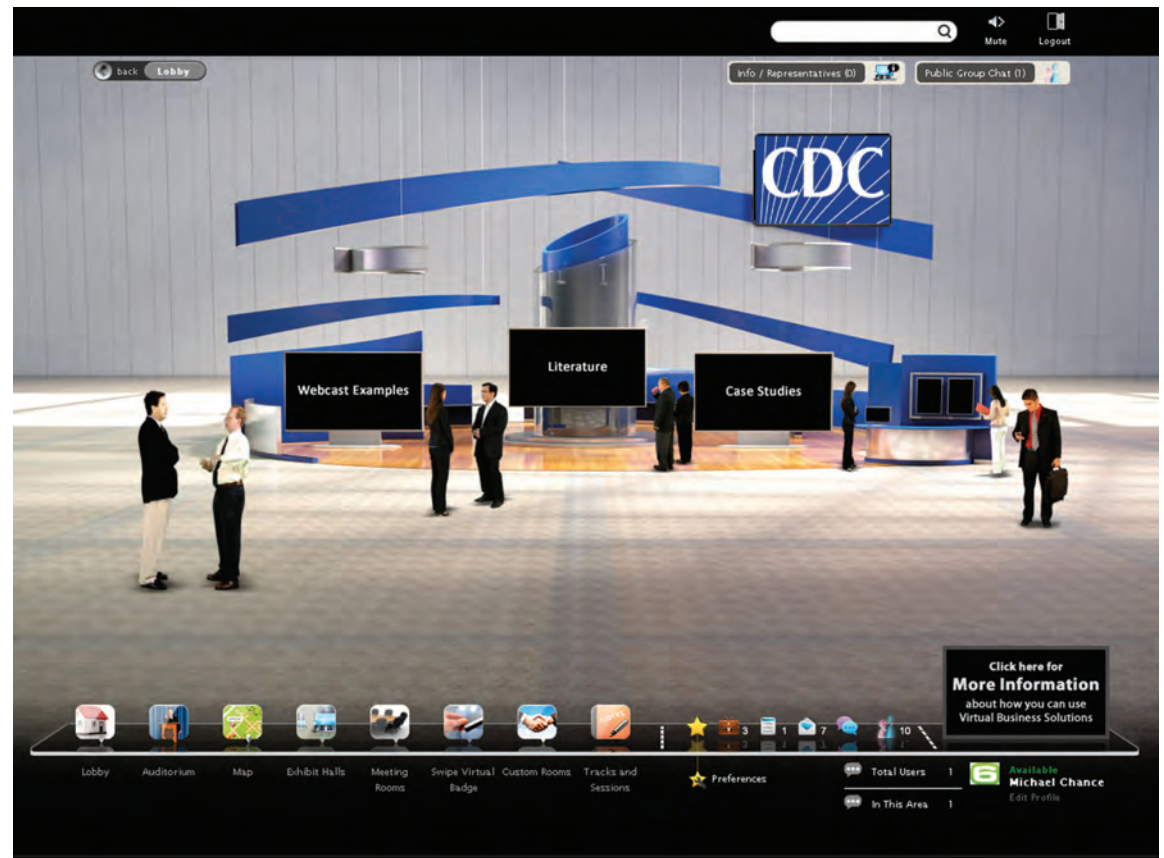 Mute
Logout
back Lobby
Info / Representatives (0)
Public Group Chat (1)
CDC
Literature
Webcast Examples
Case Studies
Click here for
More Information
about how you can use
Virtual Business Solutions
NOTES
3
1
7
10
Lobby
Auditorium
Map
Exhibit Halls
Meeting
Rooms
Swipe Virtual
Badge
Custom Rooms
Tracks and
Sessions
Preferences
Total Users 1
In This Area 1
6
Available
Michael Chance
Edit Profile